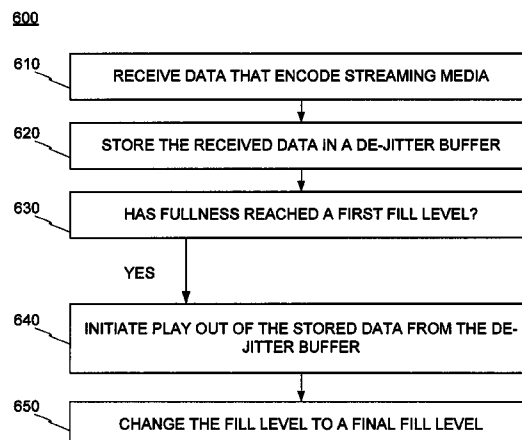 600
610
RECEIVE DATA THAT ENCODE STREAMING MEDIA
620
STORE THE RECEIVED DATA IN A DE-JITTER BUFFER
630
HAS FULLNESS REACHED A FIRST FILL LEVEL?
YES
640
INITIATE PLAY OUT OF THE STORED DATA FROM THE DE-
JITTER BUFFER
650
CHANGE THE FILL LEVEL TO A FINAL FILL LEVEL